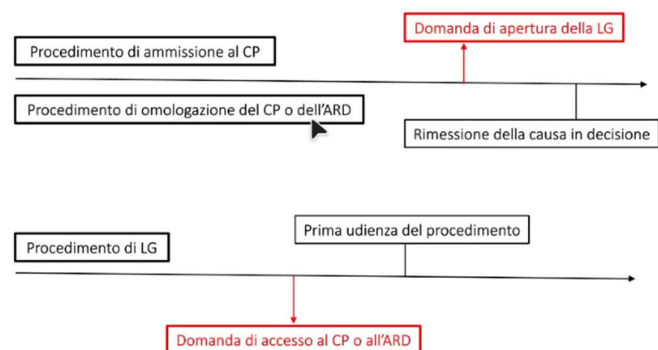 Domanda di apertura della LG
Procedimento di ammissione al CP
Procedimento di omologazione del CP o dell'ARD
Rimessione della causa in decisione
Prima udienza del procedimento
Procedimento di LG
Domanda di accesso al CP o all'ARD